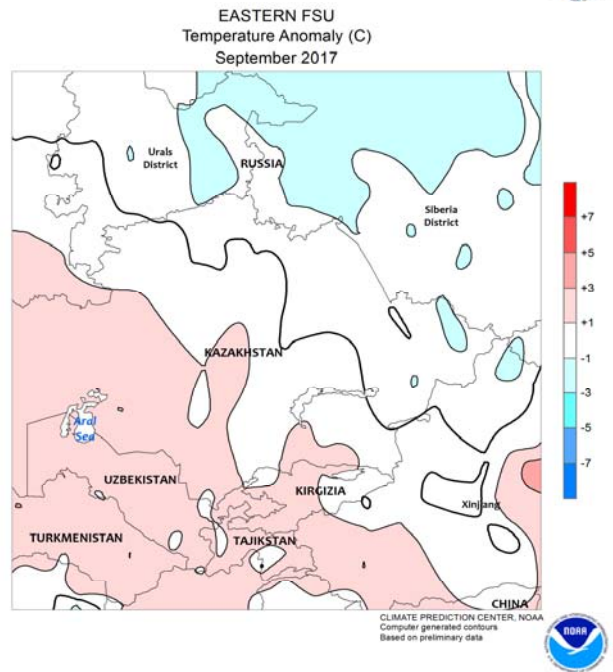 EASTERN FSU
Temperature Anomaly (C)
September 2017
Urals
District
RUSSIA
Siberia
District
KAZAKHSTAN
Aral
Sea
UZBEKISTAN
KIRGIZIA
Xinjiang
TURKMENISTAN
TAJIKSTAN
CHINA
+7
+5
+3
+1
-1
-3
-5
-7
CLIMATE PREDICTION CENTER, NOAA
Computer generated contours
Based on preliminary data
NOAA